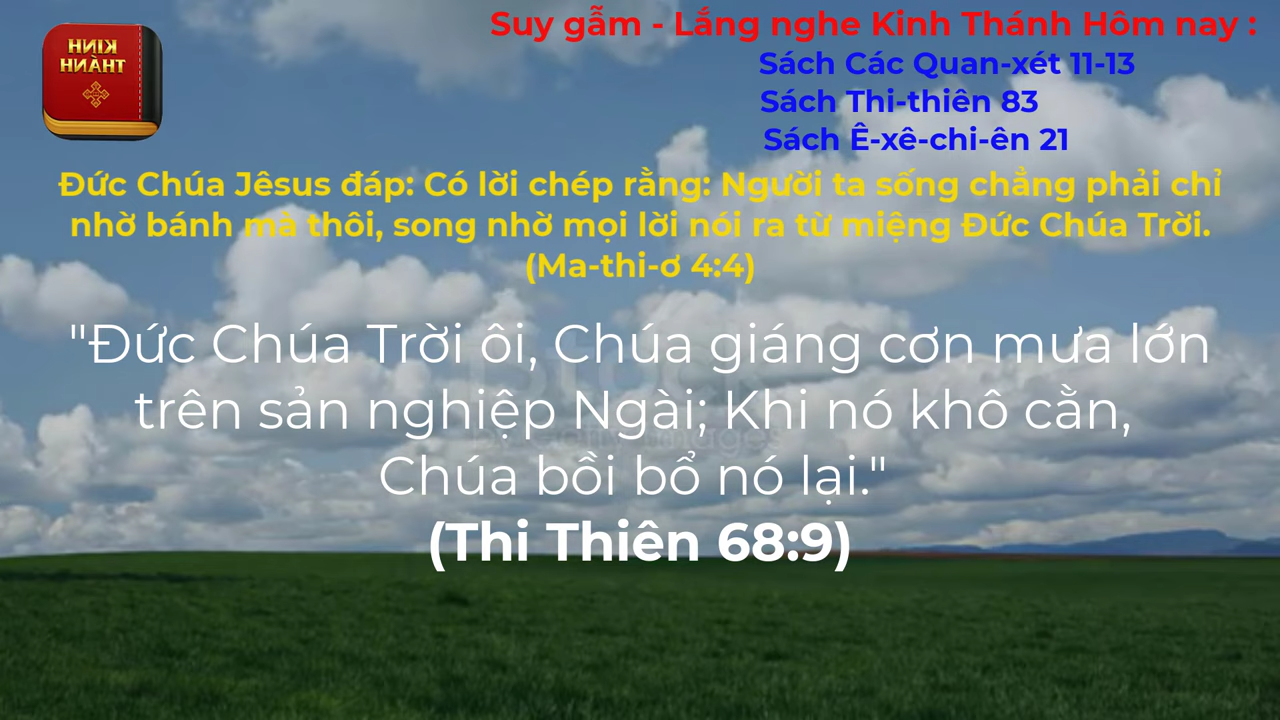 KINH
THÁNH
Suy gẫm - Lắng nghe Kinh Thánh Hôm nay :
Sách Các Quan-xét 11-13
Sách Thi-thiên 83
Sách Ê-xê-chi-ên 21
Đức Chúa Jêsus đáp: Có lời chép rằng: Người ta sống chẳng phải chỉ
nhờ bánh mà thôi, song nhờ mọi lời nói ra từ miệng Đức Chúa Trời.
(Ma-thi-ơ 4:4)
"Đức Chúa Trời ôi, Chúa giáng cơn mưa lớn
trên sản nghiệp Ngài; Khi nó khô cằn,
Chúa bồi bổ nó lại."
(Thi Thiên 68:9)